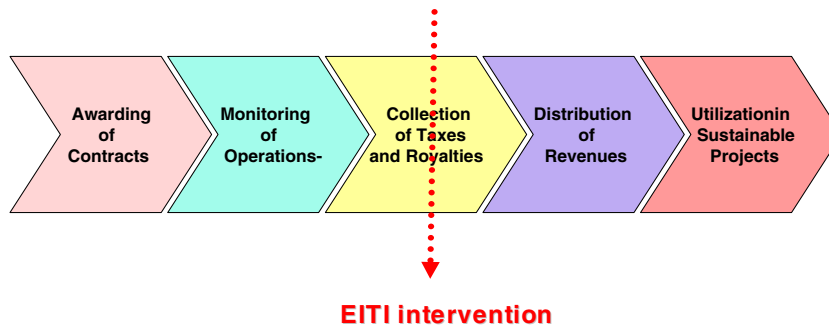 Awarding
of
Contracts
Monitoring
of
Operations-
Collection
of Taxes
and Royalties
Distribution
of
Revenues
Utilizationin
Sustainable
Projects
EITI intervention